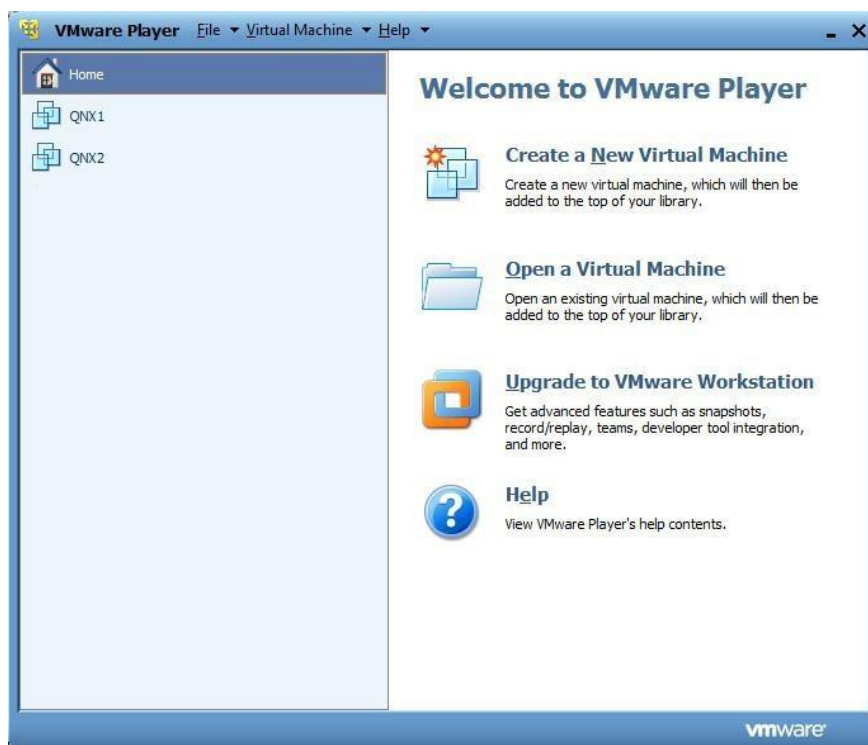 VMware Player File Virtual Machine Help
Home
QNX1
QNX2
Welcome to VMware Player
Create a New Virtual Machine
Create a new virtual machine, which will then be
added to the top of your library.
Open a Virtual Machine
Open an existing virtual machine, which will then be
added to the top of your library.
Upgrade to VMware Workstation
Get advanced features such as snapshots,
record/replay, teams, developer tool integration,
and more.
Help
View VMware Player's help contents.
vmware